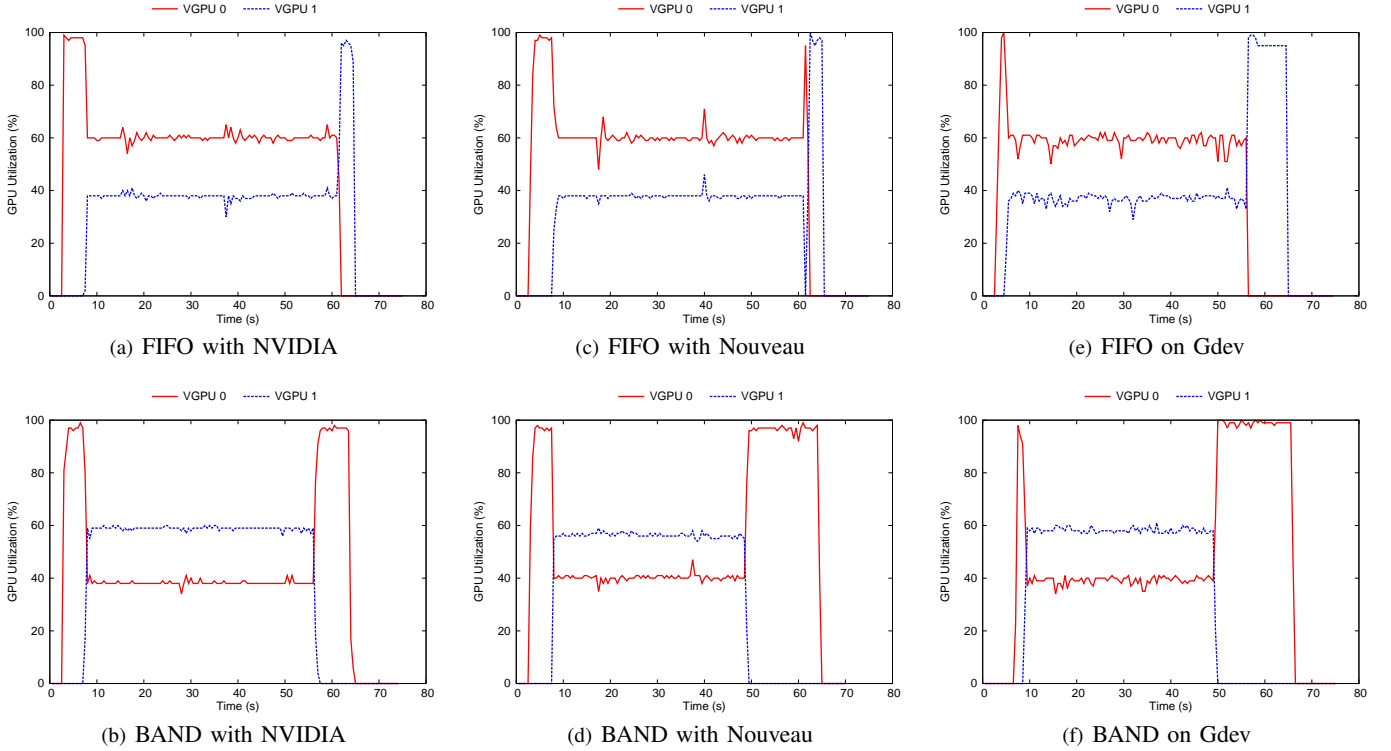 VGPU 0 VGPU 1
100
80
60
40
20
0
GPU Utilization (%)
0 10 20 30 40 50 60 70 80
Time (s)
(a) FIFO with NVIDIA
VGPU 0 VGPU 1
100
80
60
40
20
0
GPU Utilization (%)
0 10 20 30 40 50 60 70 80
Time (s)
(c) FIFO with Nouveau
VGPU 0 VGPU 1
100
80
60
40
20
0
GPU Utilization (%)
0 10 20 30 40 50 60 70 80
Time (s)
(e) FIFO on Gdev
VGPU 0 VGPU 1
100
80
60
40
20
0
GPU Utilization (%)
0 10 20 30 40 50 60 70 80
Time (s)
(b) BAND with NVIDIA
VGPU 0 VGPU 1
100
80
60
40
20
0
GPU Utilization (%)
0 10 20 30 40 50 60 70 80
Time (s)
(d) BAND with Nouveau
VGPU 0 VGPU 1
100
80
60
40
20
0
GPU Utilization (%)
0 10 20 30 40 50 60 70 80
Time (s)
(f) BAND on Gdev